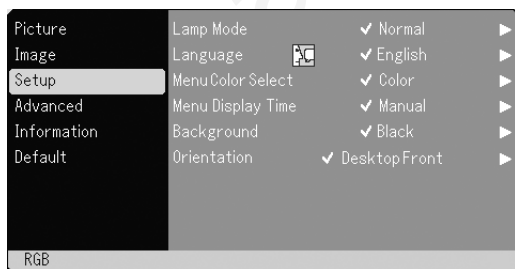 Picture Lamp Mode ✓ Normal ▶
Image Language ✓ English ▶
Setup Menu Color Select ✓ Color ▶
Advanced Menu Display Time ✓ Manual ▶
Information Background ✓ Black ▶
Default Orientation ✓ Desktop Front ▶
RGB